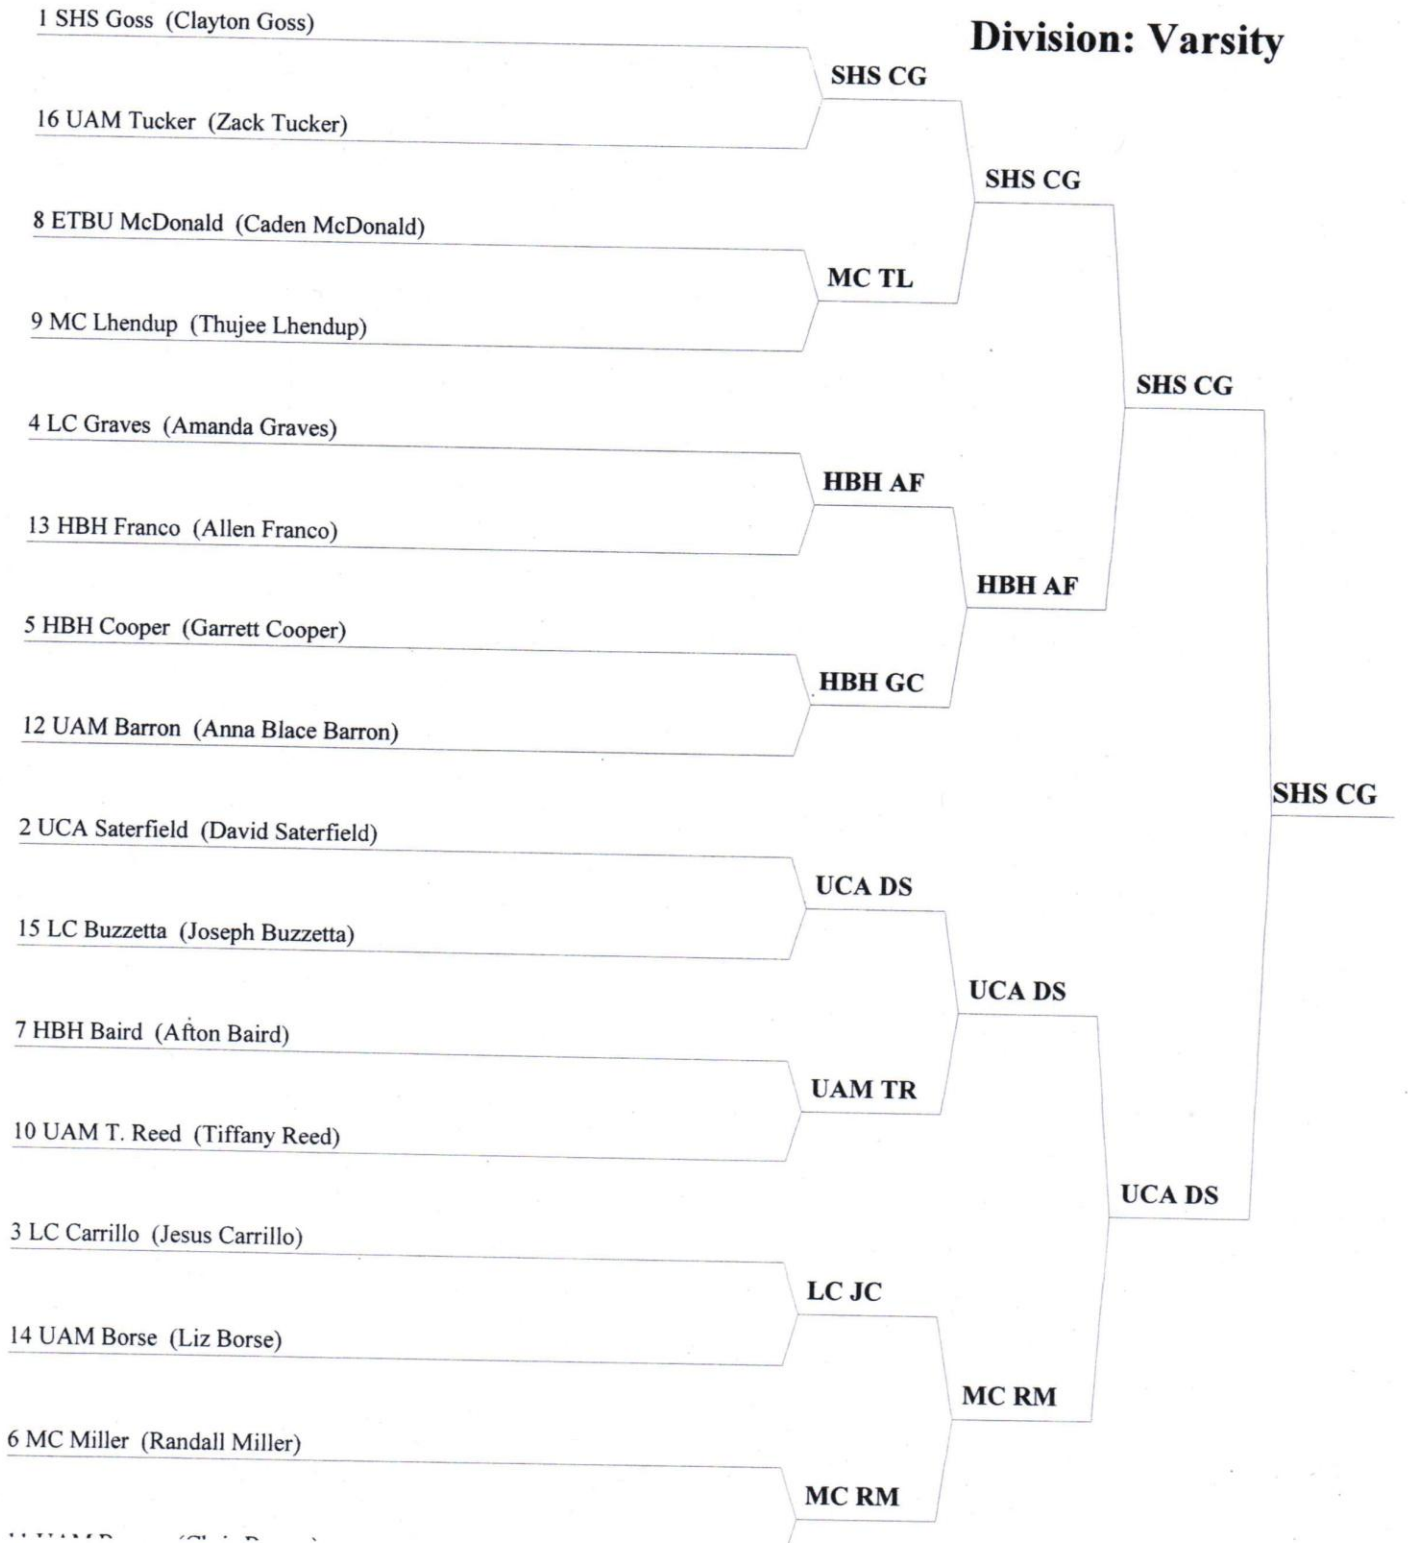 Division: Varsity
1 SHS Goss (Clayton Goss)
SHS CG
16 UAM Tucker (Zack Tucker)
SHS CG
8 ETBU McDonald (Caden McDonald)
MC TL
9 MC Lhendup (Thujee Lhendup)
SHS CG
4 LC Graves (Amanda Graves)
HBH AF
13 HBH Franco (Allen Franco)
HBH AF
5 HBH Cooper (Garrett Cooper)
HBH GC
12 UAM Barron (Anna Blace Barron)
SHS CG
2 UCA Saterfield (David Saterfield)
UCA DS
15 LC Buzzetta (Joseph Buzzetta)
UCA DS
7 HBH Baird (Afton Baird)
UAM TR
10 UAM T. Reed (Tiffany Reed)
UCA DS
3 LC Carrillo (Jesus Carrillo)
LC JC
14 UAM Borse (Liz Borse)
MC RM
6 MC Miller (Randall Miller)
MC RM